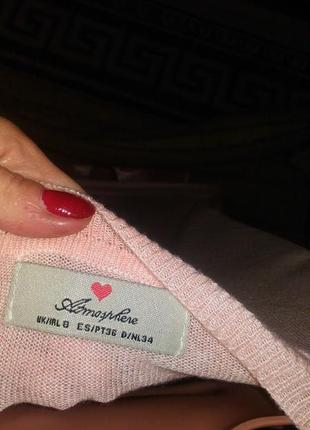 Atmosphere
UK/IRL 8 ES/PT36 D/NL34